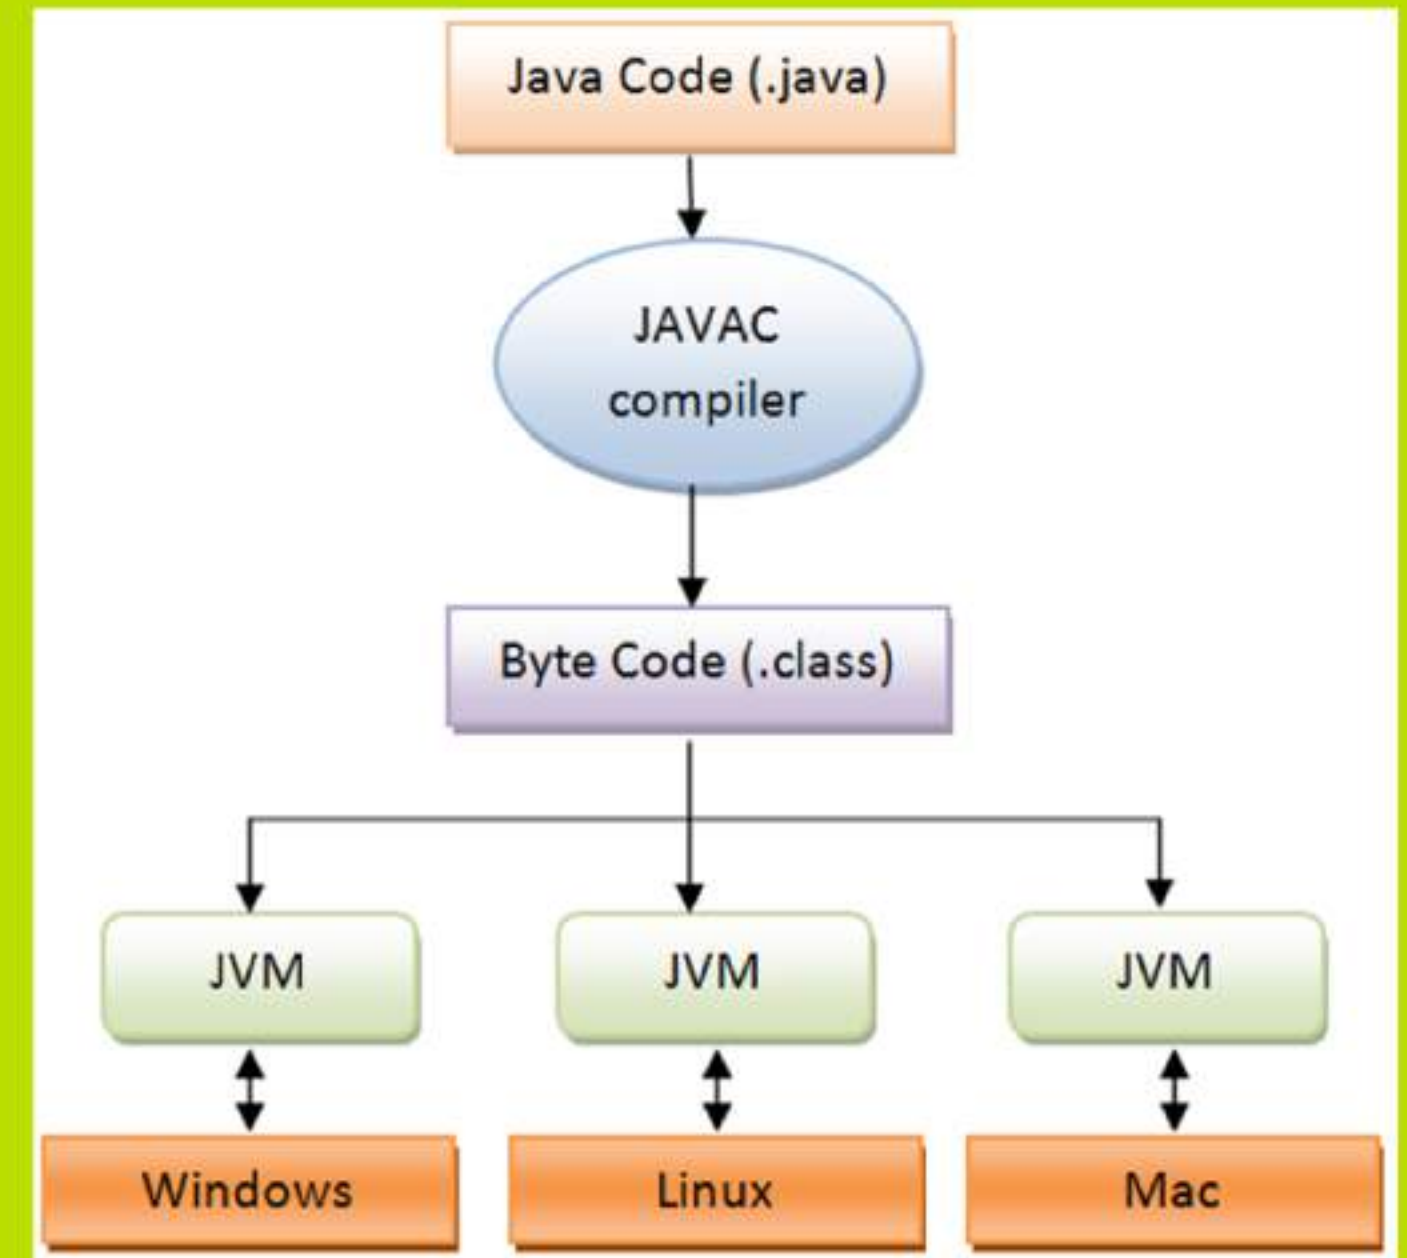 Java Code (.java)
JAVAC
compiler
Byte Code (.class)
JVM
JVM
JVM
Windows
Linux
Mac